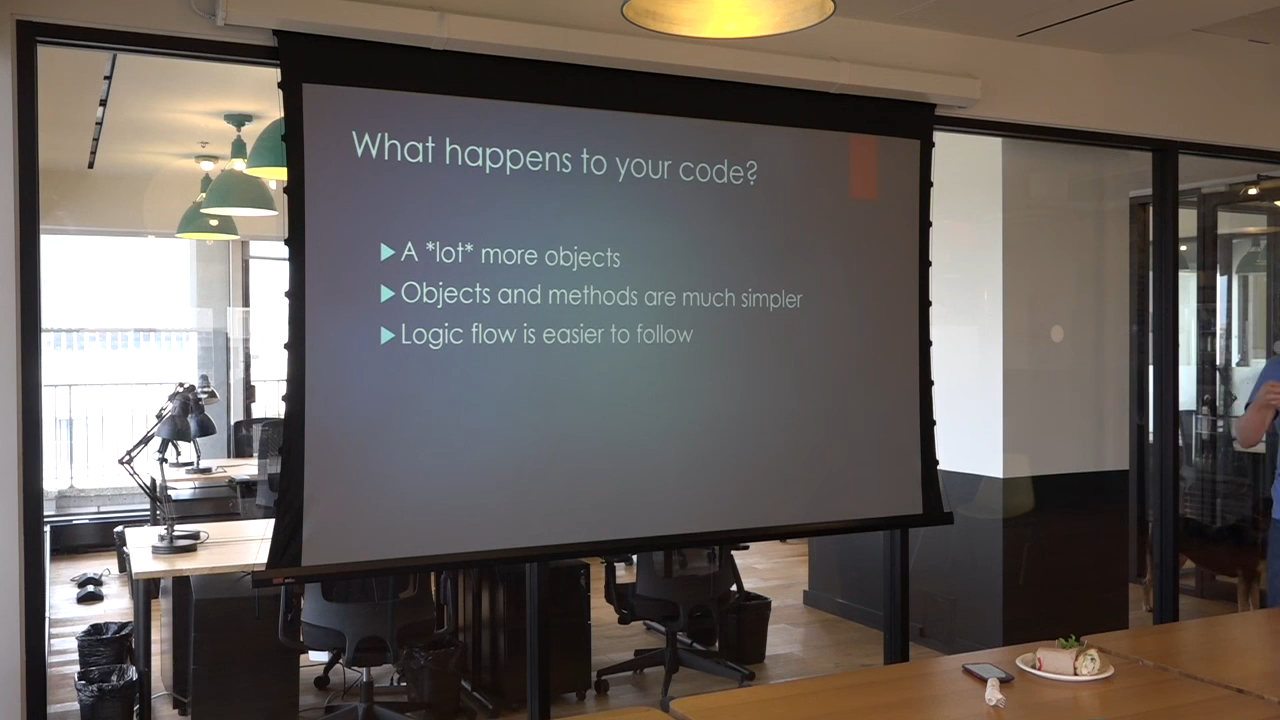 What happens to your code?
A *lot* more objects
Objects and methods are much simpler
Logic flow is easier to follow